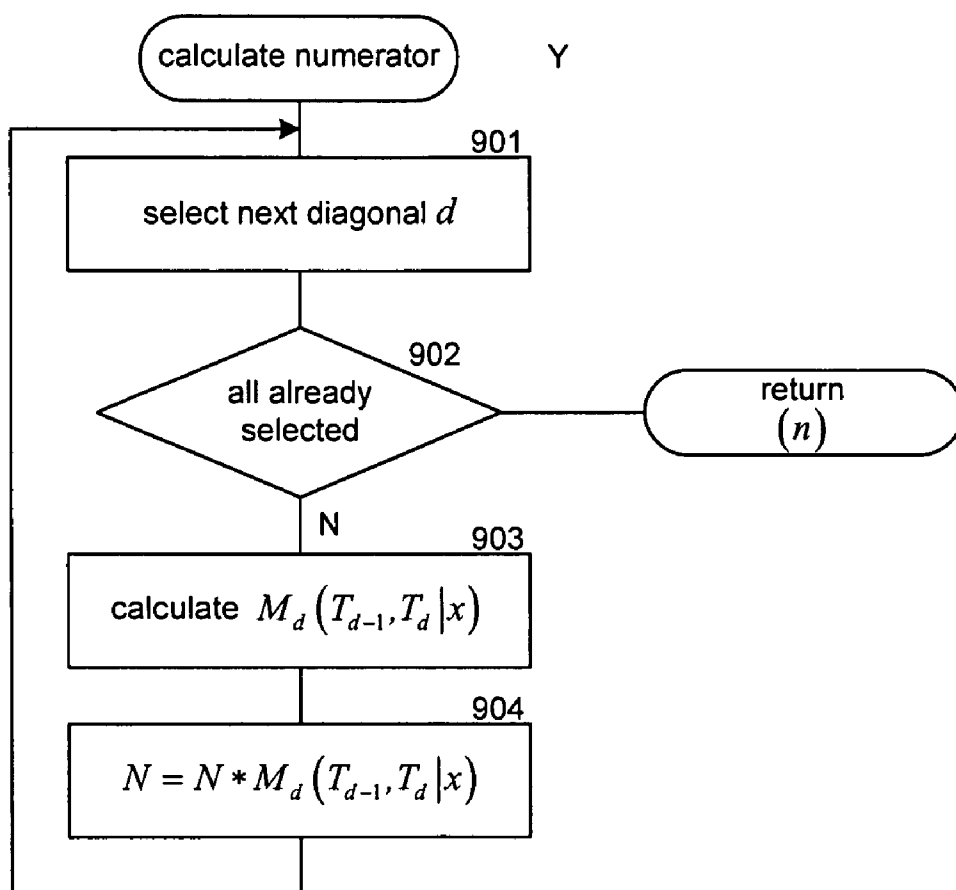 calculate numerator
Y
901
select next diagonal d
902
all already
selected
return
(n)
N
903
calculate M_d (T_{d-1}, T_d | x)
904
N = N * M_d (T_{d-1}, T_d | x)